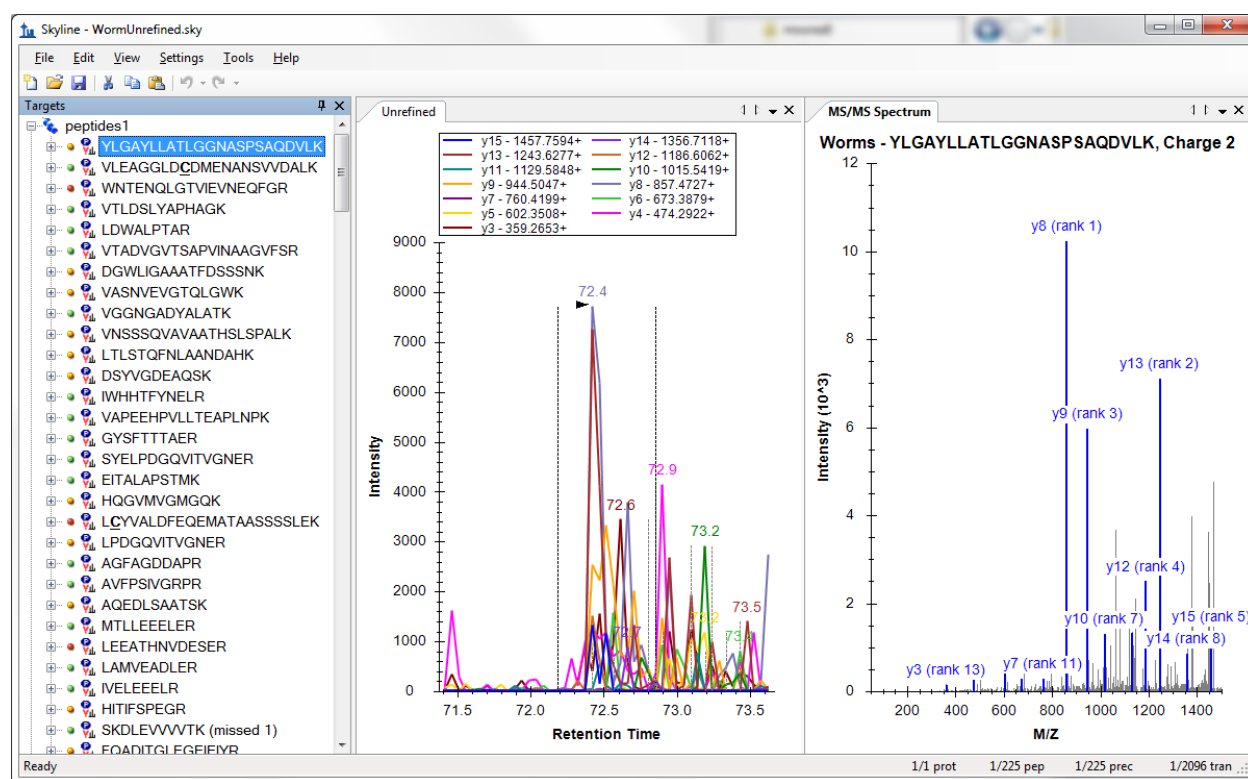 Skyline - WormUnrefined.sky
File Edit View Settings Tools Help
Targets
peptides1
YLGAYLLATLGGNASPSAQDVLK
VLEAGGLDCDMENANSVVDALK
WNTENQLGTVIEVNEQFGR
VTLDSLYAPHAGK
LDWALPTAR
VTADVGVTSAPVINAAGVFSR
DGWLIGAAATFDSSSNK
VASNVEVGTQLGWK
VGGNGADYALATK
VNSSSQVAVAATHSLSPALK
LTLSTQFNLAANDAHK
DSYVGDEAQSK
IWHHTFYNELR
VAPEEHPVLLTEAPLNPK
GYSFTTTAER
SYELPDGQVITVGNER
EITALAPSTMK
HQGVMVGMGQK
LCYVALDFEQEMATAASSSSLEK
LPDGQVITVGNER
AGFAGDDAPR
AVFPSIVGRPR
AQEDLSAATSK
MTLLEEELER
LEEATHNVDESER
LAMVEADLER
IVELEEELR
HITIFSPEGR
SKDLEVVVVTK (missed 1)
EQADITGLEGEIEIYR
Unrefined
y15 - 1457.7594+ y14 - 1356.7118+
y13 - 1243.6277+ y12 - 1186.6062+
y11 - 1129.5848+ y10 - 1015.5419+
y9 - 944.5047+ y8 - 857.4727+
y7 - 760.4199+ y6 - 673.3879+
y5 - 602.3508+ y4 - 474.2922+
y3 - 359.2653+
9000
8000
7000
6000
5000
4000
3000
2000
1000
0
Intensity
72.4
72.9
72.6
73.2
73.5
73.2
72.7
71.5 72.0 72.5 73.0 73.5
Retention Time
MS/MS Spectrum
Worms - YLGAYLLATLGGNASPSAQDVLK, Charge 2
12
10
8
6
4
2
0
Intensity (10^3)
y8 (rank 1)
y13 (rank 2)
y9 (rank 3)
y12 (rank 4)
y10 (rank 7)
y15 (rank 5)
y14 (rank 8)
y3 (rank 13)
y7 (rank 11)
200 400 600 800 1000 1200 1400
M/Z
Ready
1/1 prot 1/225 pep 1/225 prec 1/2096 tran